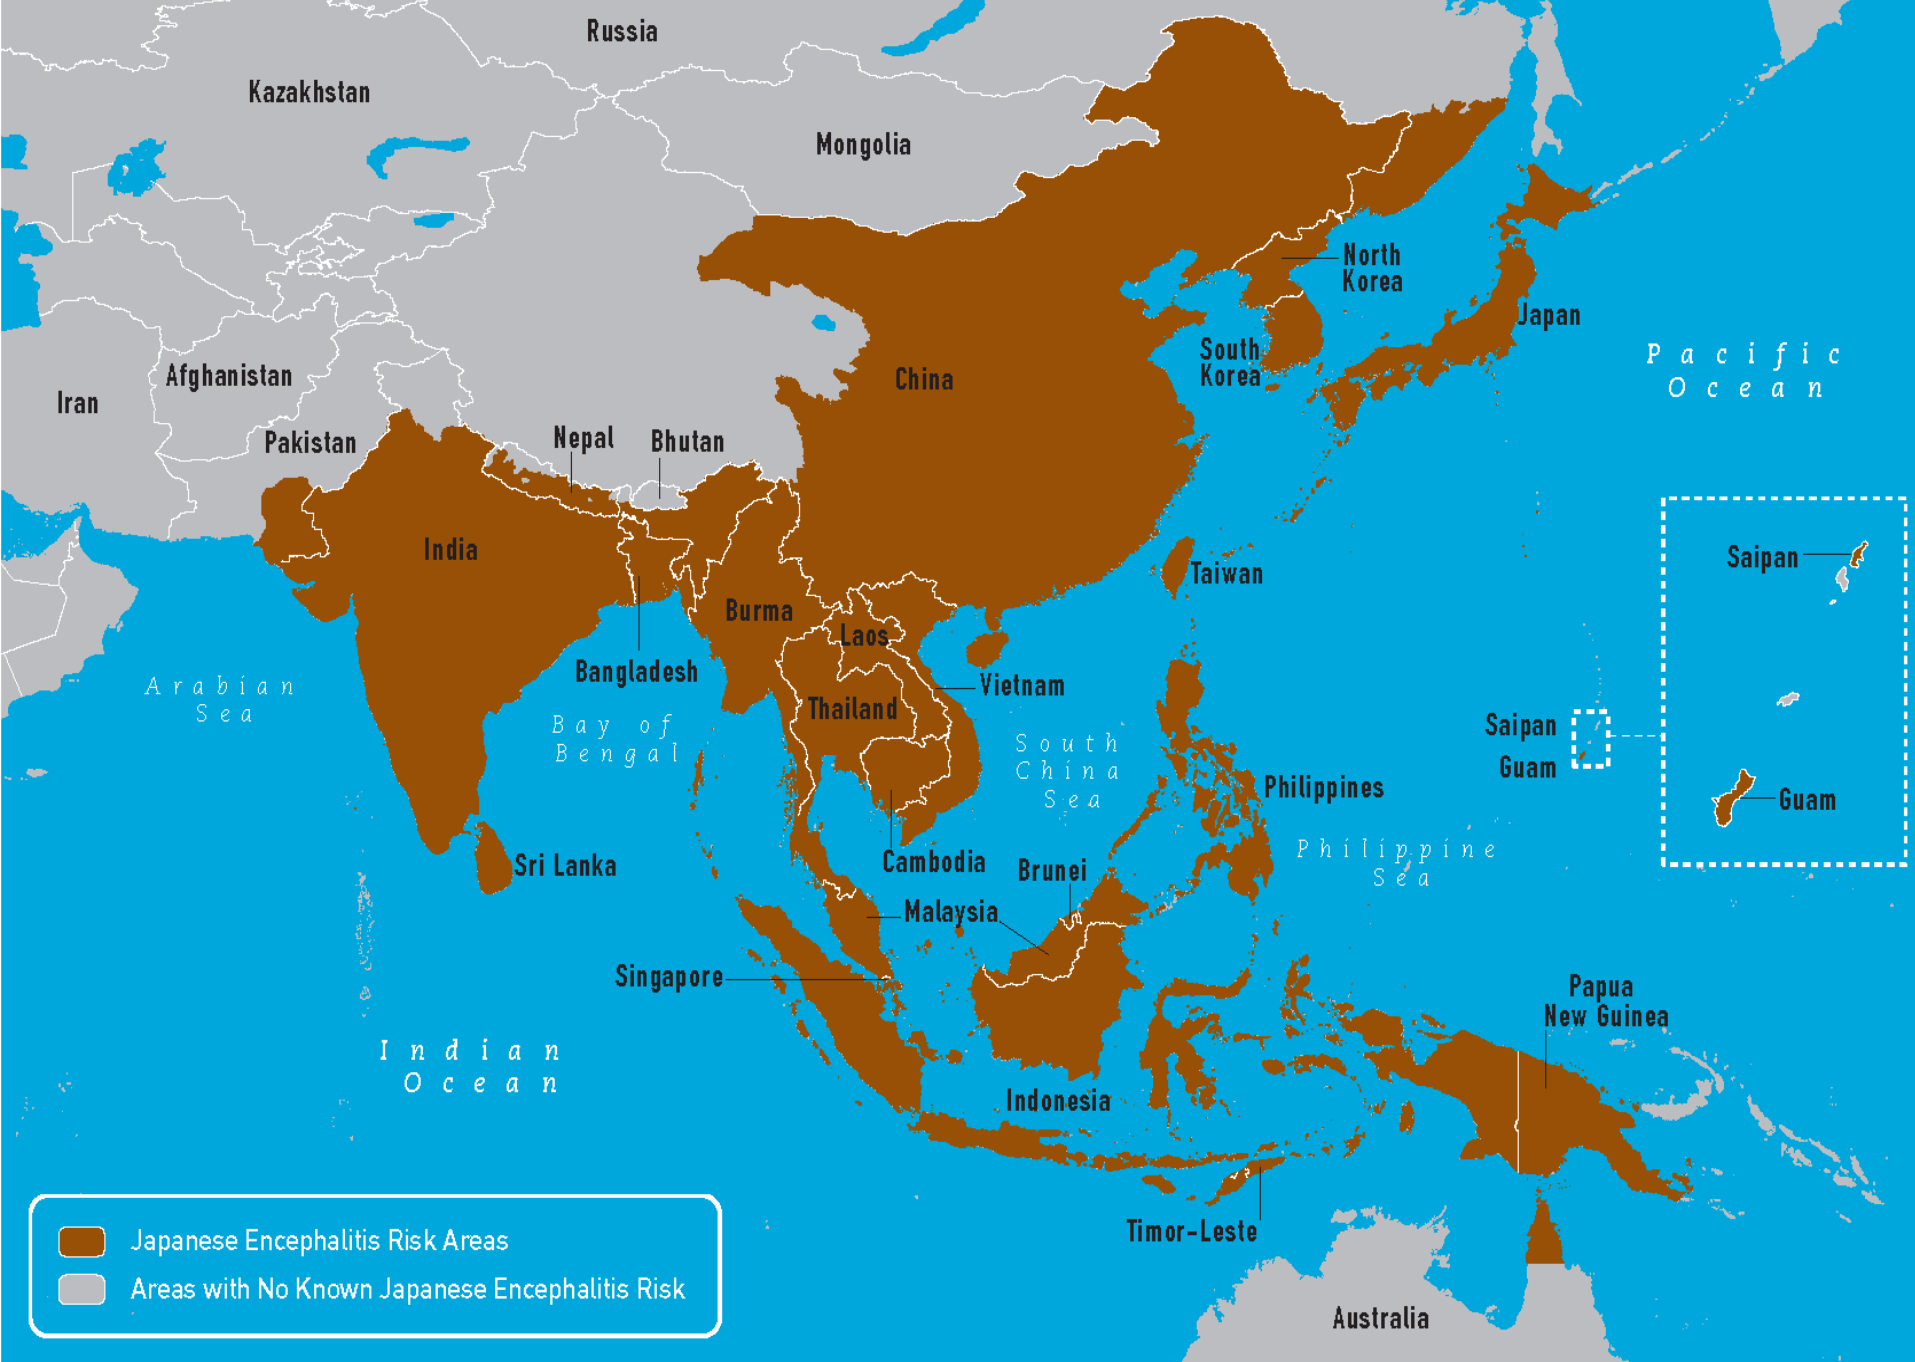 Russia
Kazakhstan
Mongolia
North
Korea
Japan
South
Korea
China
Pacific
Ocean
Afghanistan
Iran
Pakistan
Nepal
Bhutan
India
Saipan
Taiwan
Burma
Laos
Bangladesh
Vietnam
Arabian
Sea
Thailand
Bay of
Bengal
South
China
Sea
Saipan
Guam
Philippines
Guam
Sri Lanka
Cambodia
Brunei
Philippine
Sea
Malaysia
Singapore
Papua
New Guinea
Indian
Ocean
Indonesia
Timor-Leste
Japanese Encephalitis Risk Areas
Areas with No Known Japanese Encephalitis Risk
Australia